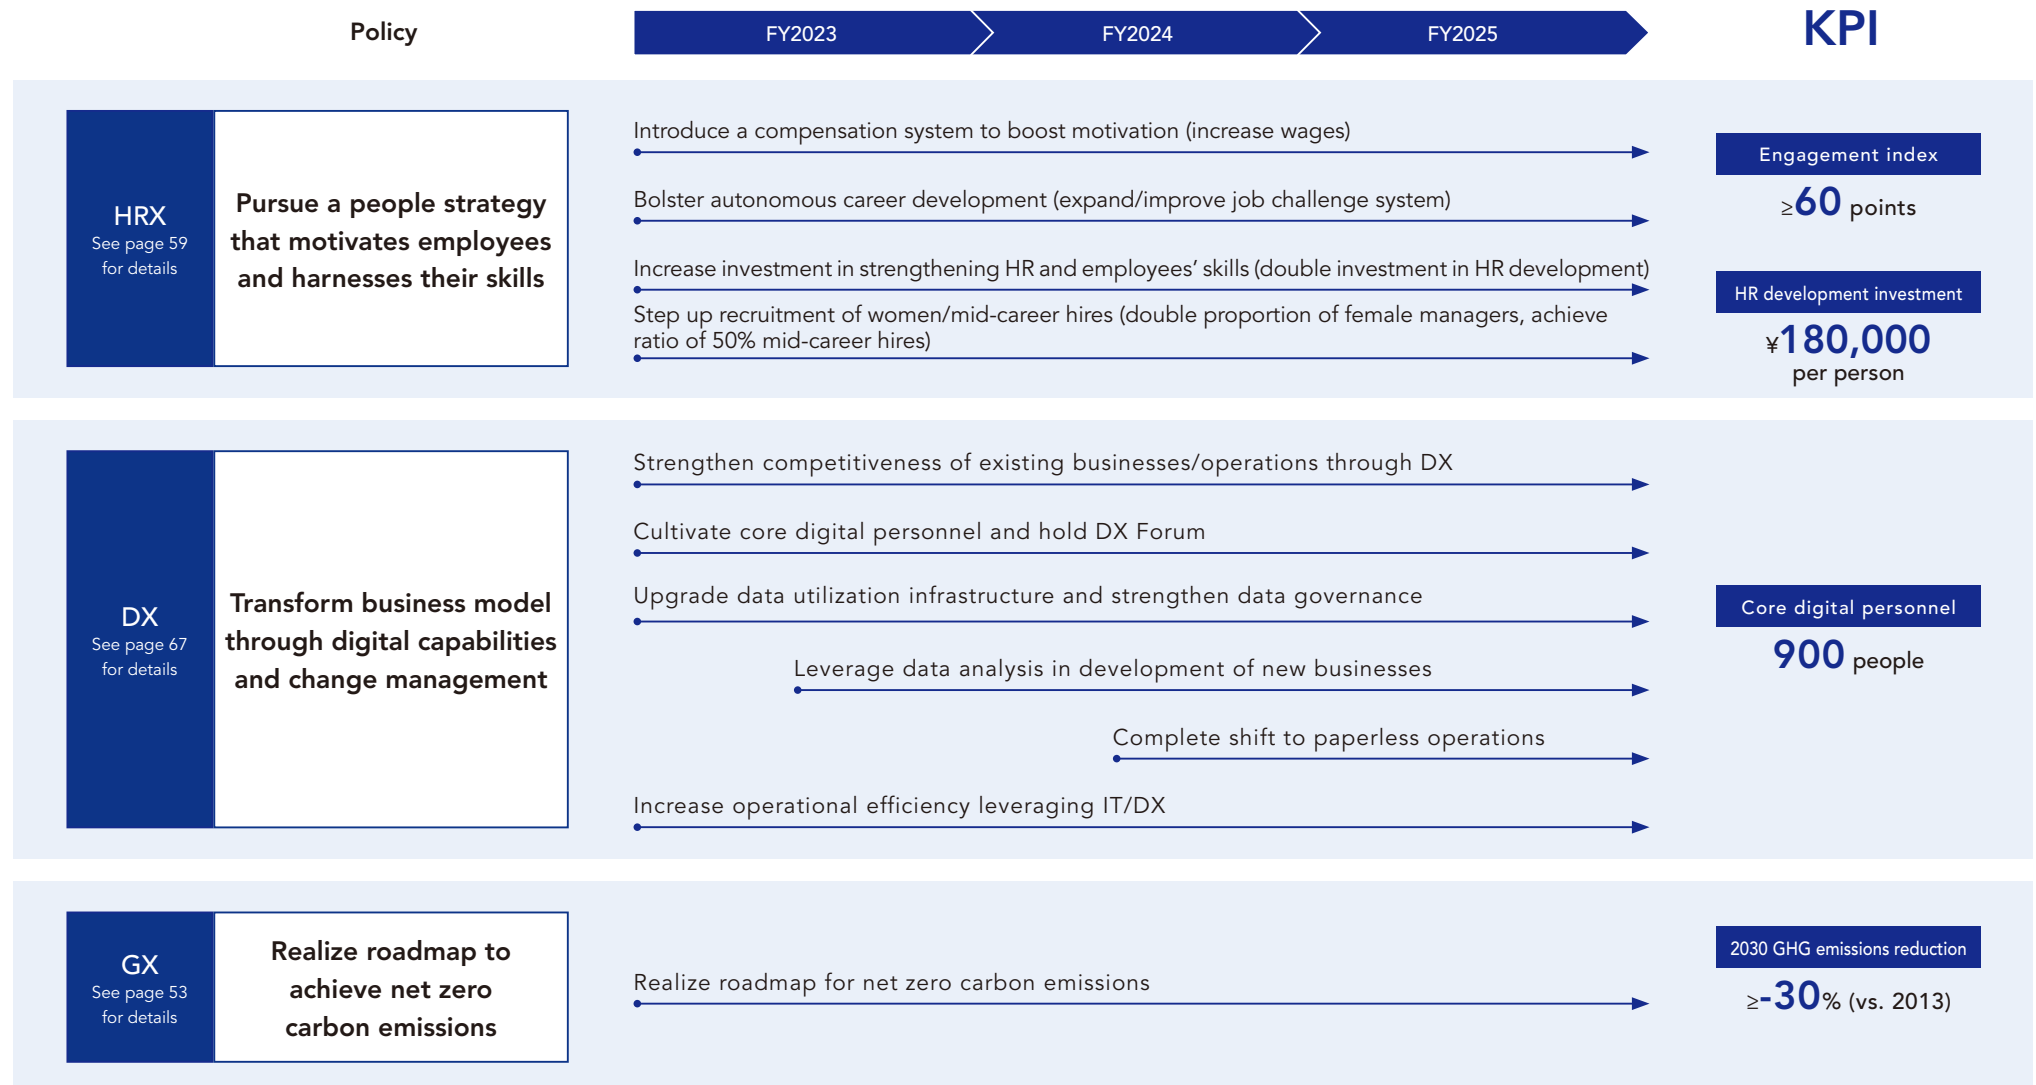 Policy
FY2023
FY2024
FY2025
KPI
HRX
See page 59
for details
Pursue a people strategy
that motivates employees
and harnesses their skills
Introduce a compensation system to boost motivation (increase wages)
Bolster autonomous career development (expand/improve job challenge system)
Increase investment in strengthening HR and employees’ skills (double investment in HR development)
Step up recruitment of women/mid-career hires (double proportion of female managers, achieve
ratio of 50% mid-career hires)
Engagement index
≥60 points
HR development investment
¥180,000
per person
DX
See page 67
for details
Transform business model
through digital capabilities
and change management
Strengthen competitiveness of existing businesses/operations through DX
Cultivate core digital personnel and hold DX Forum
Upgrade data utilization infrastructure and strengthen data governance
Leverage data analysis in development of new businesses
Complete shift to paperless operations
Increase operational efficiency leveraging IT/DX
Core digital personnel
900 people
GX
See page 53
for details
Realize roadmap to
achieve net zero
carbon emissions
Realize roadmap for net zero carbon emissions
2030 GHG emissions reduction
≥-30% (vs. 2013)